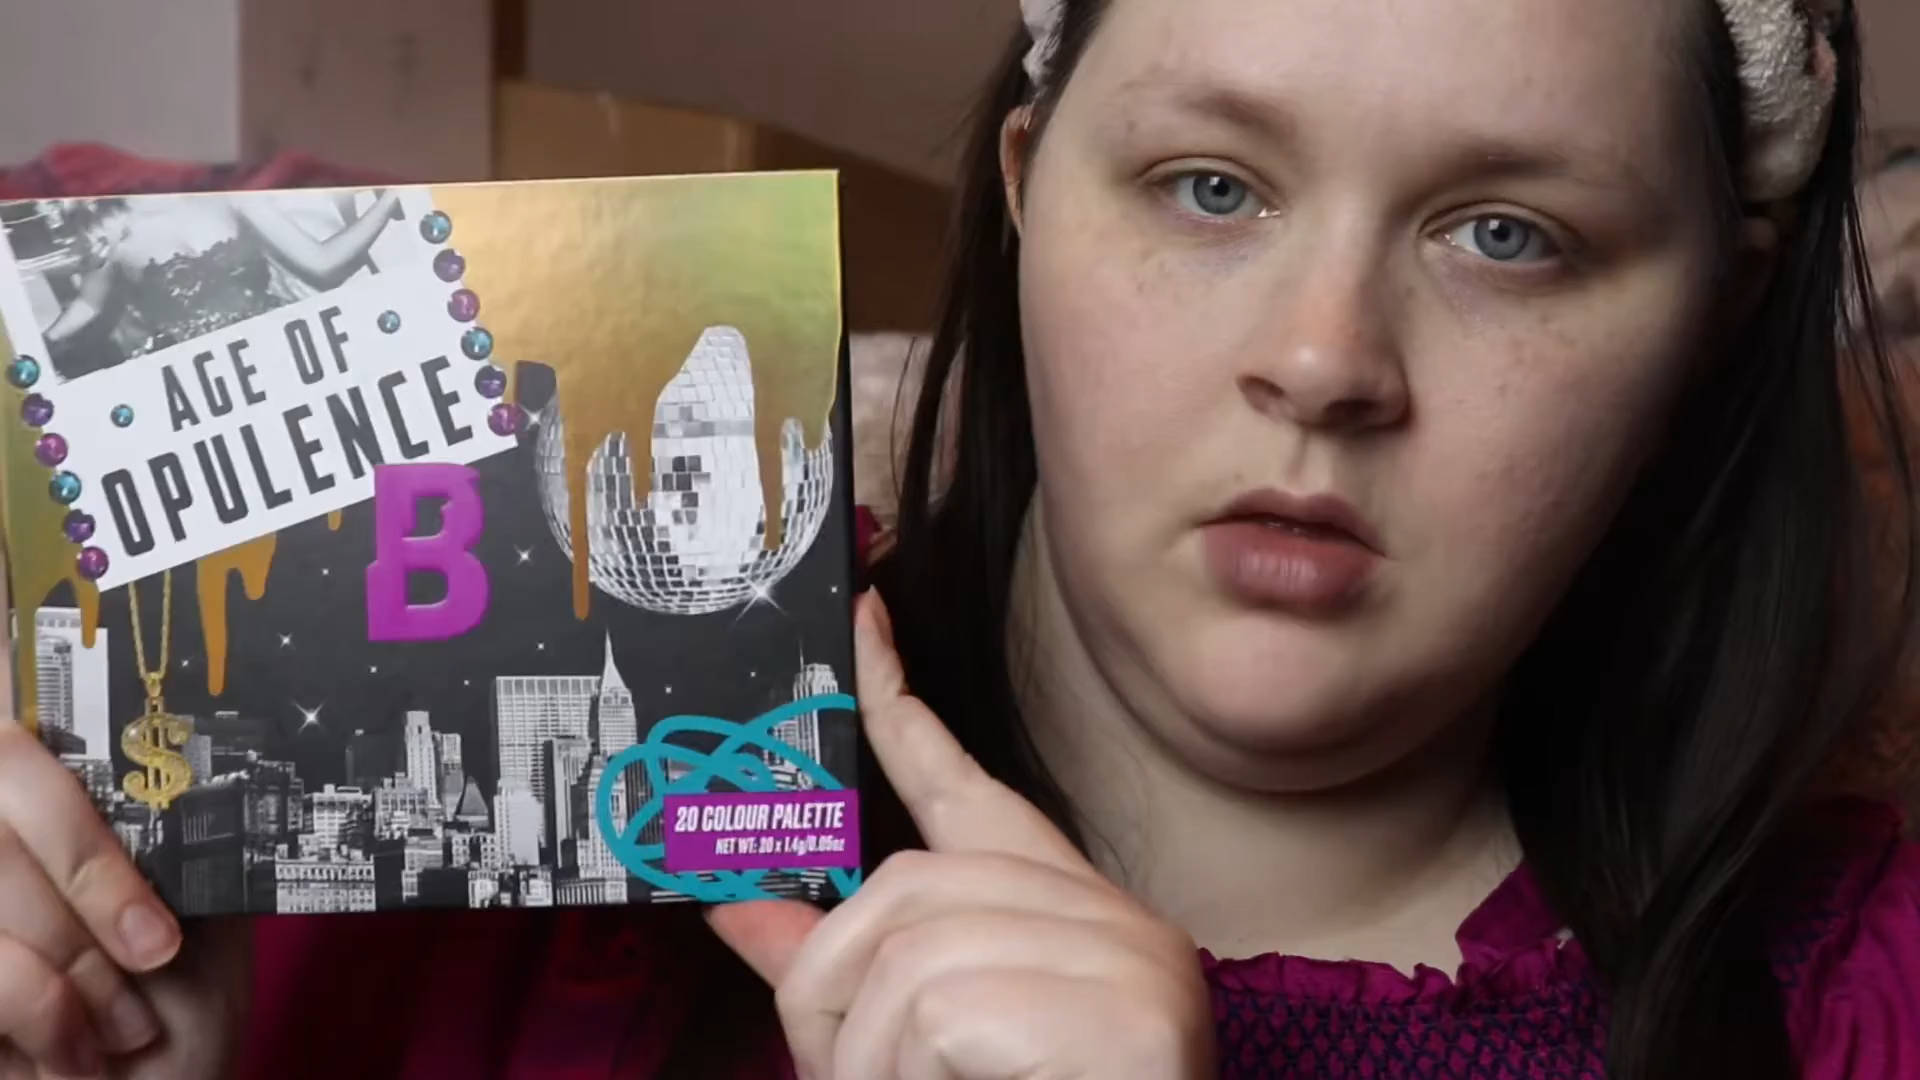 AGE OF
OPULENCE
B
$
20 COLOUR PALETTE
NET WT: 20 x 1.4g/0.05oz